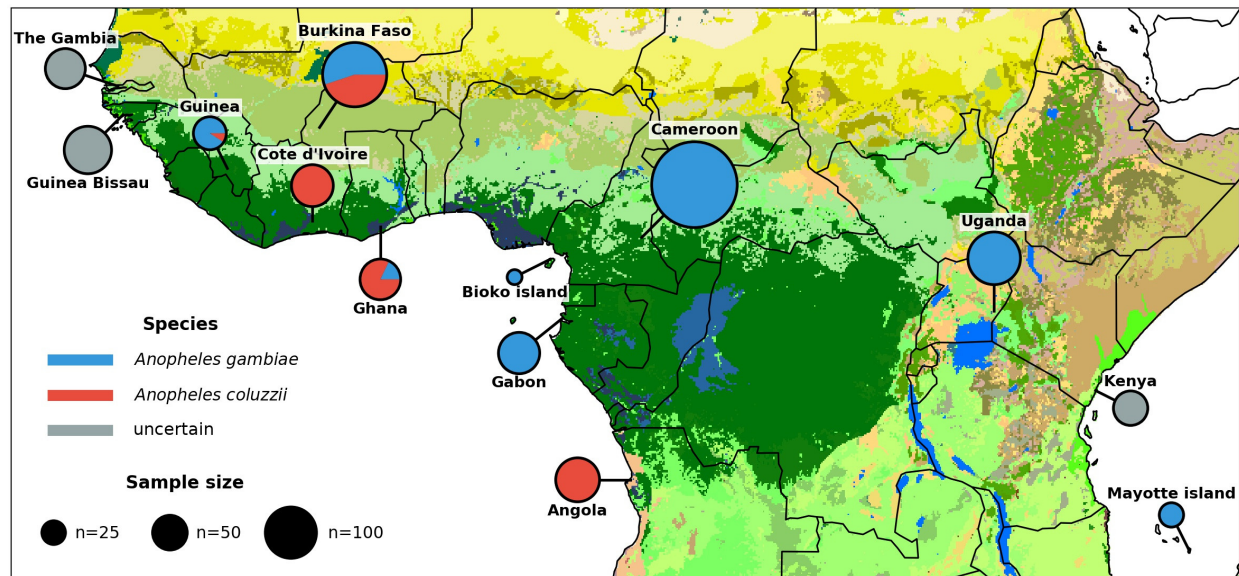 The Gambia
Burkina Faso
Guinea
Cameroon
Cote d'Ivoire
Guinea Bissau
Uganda
Bioko island
Ghana
Gabon
Kenya
Angola
Mayotte island
Species
Anopheles gambiae
Anopheles coluzzii
uncertain
Sample size
n=25
n=50
n=100